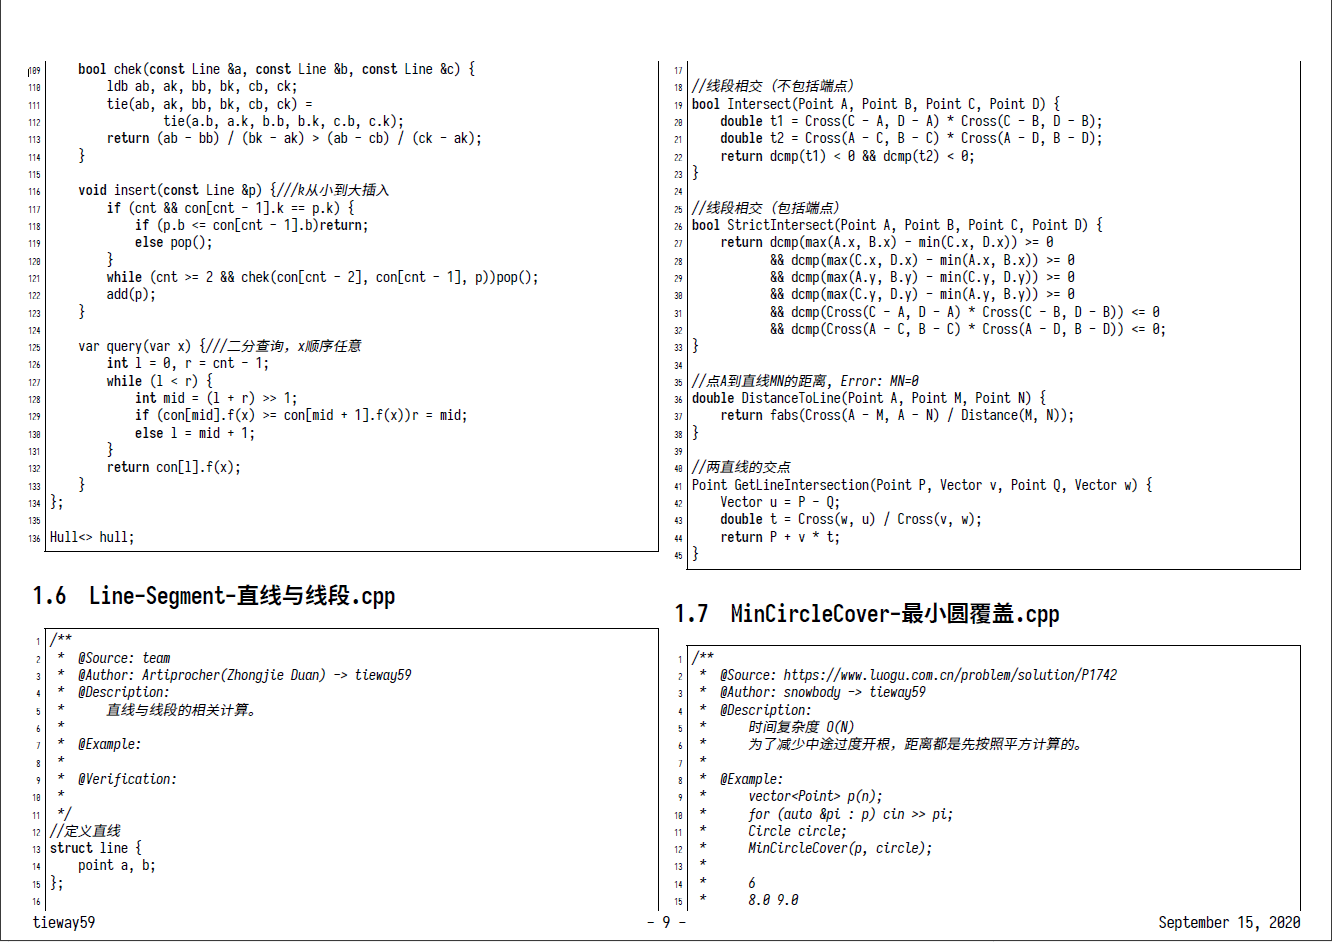 109     bool chek(const Line &a, const Line &b, const Line &c) {
110         ldb ab, ak, bb, bk, cb, ck;
111         tie(ab, ak, bb, bk, cb, ck) =
112                 tie(a.b, a.k, b.b, b.k, c.b, c.k);
113         return (ab - bb) / (bk - ak) > (ab - cb) / (ck - ak);
114     }
115
116     void insert(const Line &p) {///k从小到大插入
117         if (cnt && con[cnt - 1].k == p.k) {
118             if (p.b <= con[cnt - 1].b)return;
119             else pop();
120         }
121         while (cnt >= 2 && chek(con[cnt - 2], con[cnt - 1], p))pop();
122         add(p);
123     }
124
125     var query(var x) {///二分查询，x顺序任意
126         int l = 0, r = cnt - 1;
127         while (l < r) {
128             int mid = (l + r) >> 1;
129             if (con[mid].f(x) >= con[mid + 1].f(x))r = mid;
130             else l = mid + 1;
131         }
132         return con[l].f(x);
133     }
134 };
135
136 Hull<> hull;
1.6 Line-Segment-直线与线段.cpp
1 /**
2  *  @Source: team
3  *  @Author: Artiprocher(Zhongjie Duan) -> tieway59
4  *  @Description:
5  *      直线与线段的相关计算。
6  *
7  *  @Example:
8  *
9  *  @Verification:
10  *
11  */
12 //定义直线
13 struct line {
14     point a, b;
15 };
16
17
18 //线段相交（不包括端点）
19 bool Intersect(Point A, Point B, Point C, Point D) {
20     double t1 = Cross(C - A, D - A) * Cross(C - B, D - B);
21     double t2 = Cross(A - C, B - C) * Cross(A - D, B - D);
22     return dcmp(t1) < 0 && dcmp(t2) < 0;
23 }
24
25 //线段相交（包括端点）
26 bool StrictIntersect(Point A, Point B, Point C, Point D) {
27     return dcmp(max(A.x, B.x) - min(C.x, D.x)) >= 0
28            && dcmp(max(C.x, D.x) - min(A.x, B.x)) >= 0
29            && dcmp(max(A.y, B.y) - min(C.y, D.y)) >= 0
30            && dcmp(max(C.y, D.y) - min(A.y, B.y)) >= 0
31            && dcmp(Cross(C - A, D - A) * Cross(C - B, D - B)) <= 0
32            && dcmp(Cross(A - C, B - C) * Cross(A - D, B - D)) <= 0;
33 }
34
35 //点A到直线MN的距离, Error: MN=0
36 double DistanceToLine(Point A, Point M, Point N) {
37     return fabs(Cross(A - M, A - N) / Distance(M, N));
38 }
39
40 //两直线的交点
41 Point GetLineIntersection(Point P, Vector v, Point Q, Vector w) {
42     Vector u = P - Q;
43     double t = Cross(w, u) / Cross(v, w);
44     return P + v * t;
45 }
1.7 MinCircleCover-最小圆覆盖.cpp
1 /**
2  *  @Source: https://www.luogu.com.cn/problem/solution/P1742
3  *  @Author: snowbody -> tieway59
4  *  @Description:
5  *      时间复杂度 O(N)
6  *      为了减少中途过度开根，距离都是先按照平方计算的。
7  *
8  *  @Example:
9  *      vector<Point> p(n);
10  *      for (auto &pi : p) cin >> pi;
11  *      Circle circle;
12  *      MinCircleCover(p, circle);
13  *
14  *      6
15  *      8.0 9.0
tieway59
- 9 -
September 15, 2020